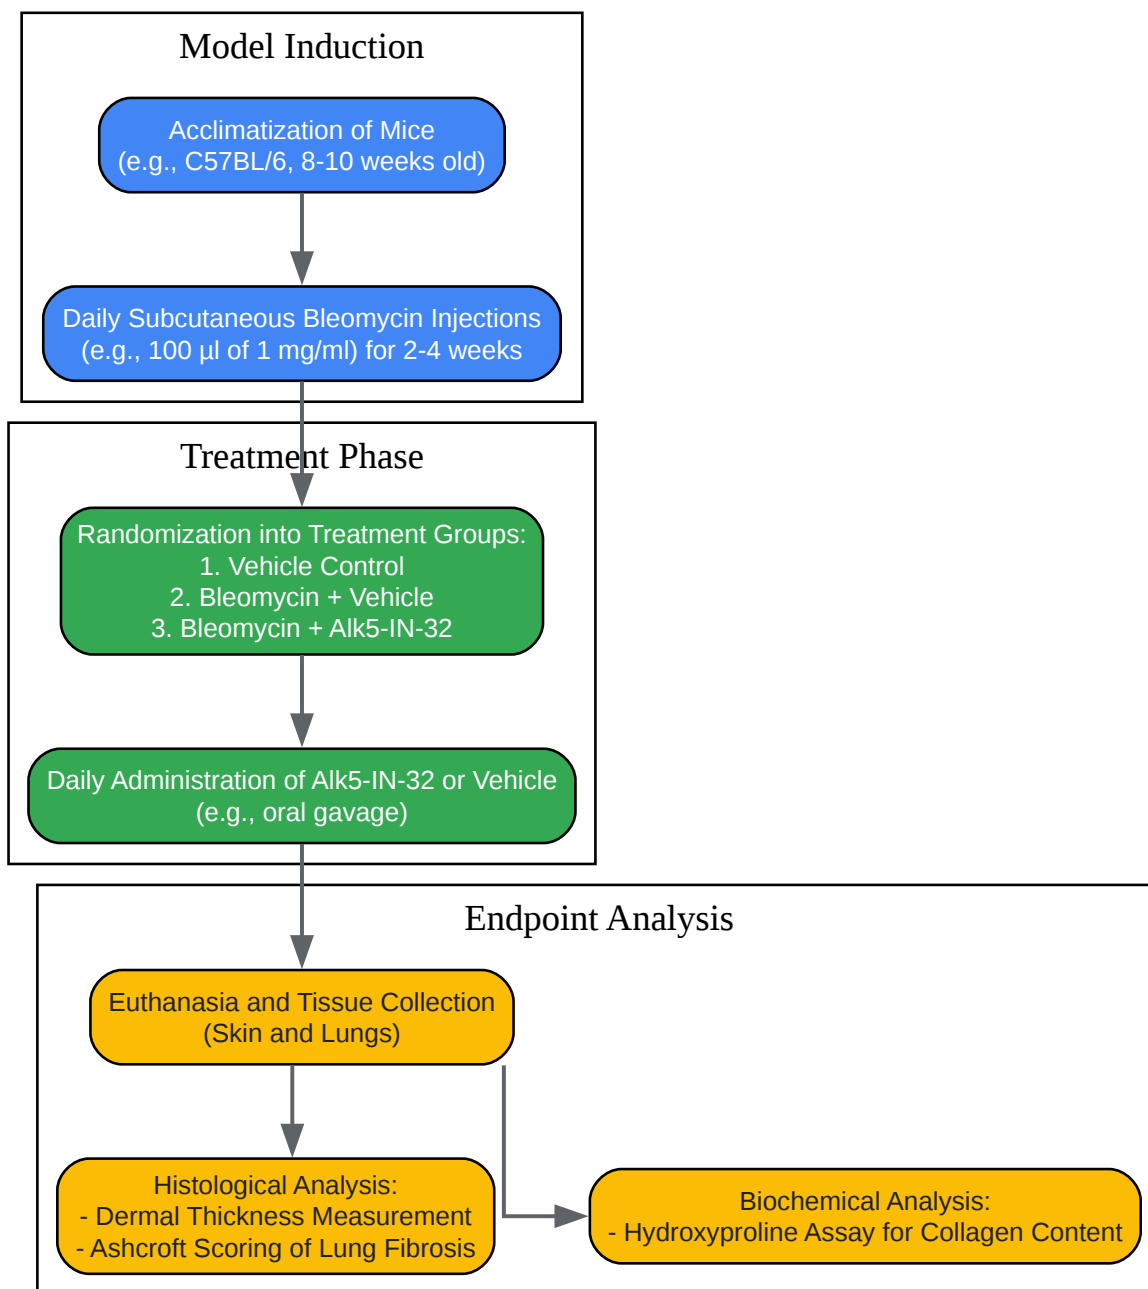 Model Induction
Acclimatization of Mice
(e.g., C57BL/6, 8-10 weeks old)
Daily Subcutaneous Bleomycin Injections
(e.g., 100 µl of 1 mg/ml) for 2-4 weeks
Treatment Phase
Randomization into Treatment Groups:
1. Vehicle Control
2. Bleomycin + Vehicle
3. Bleomycin + Alk5-IN-32
Daily Administration of Alk5-IN-32 or Vehicle
(e.g., oral gavage)
Endpoint Analysis
Euthanasia and Tissue Collection
(Skin and Lungs)
Histological Analysis:
- Dermal Thickness Measurement
- Ashcroft Scoring of Lung Fibrosis
Biochemical Analysis:
- Hydroxyproline Assay for Collagen Content